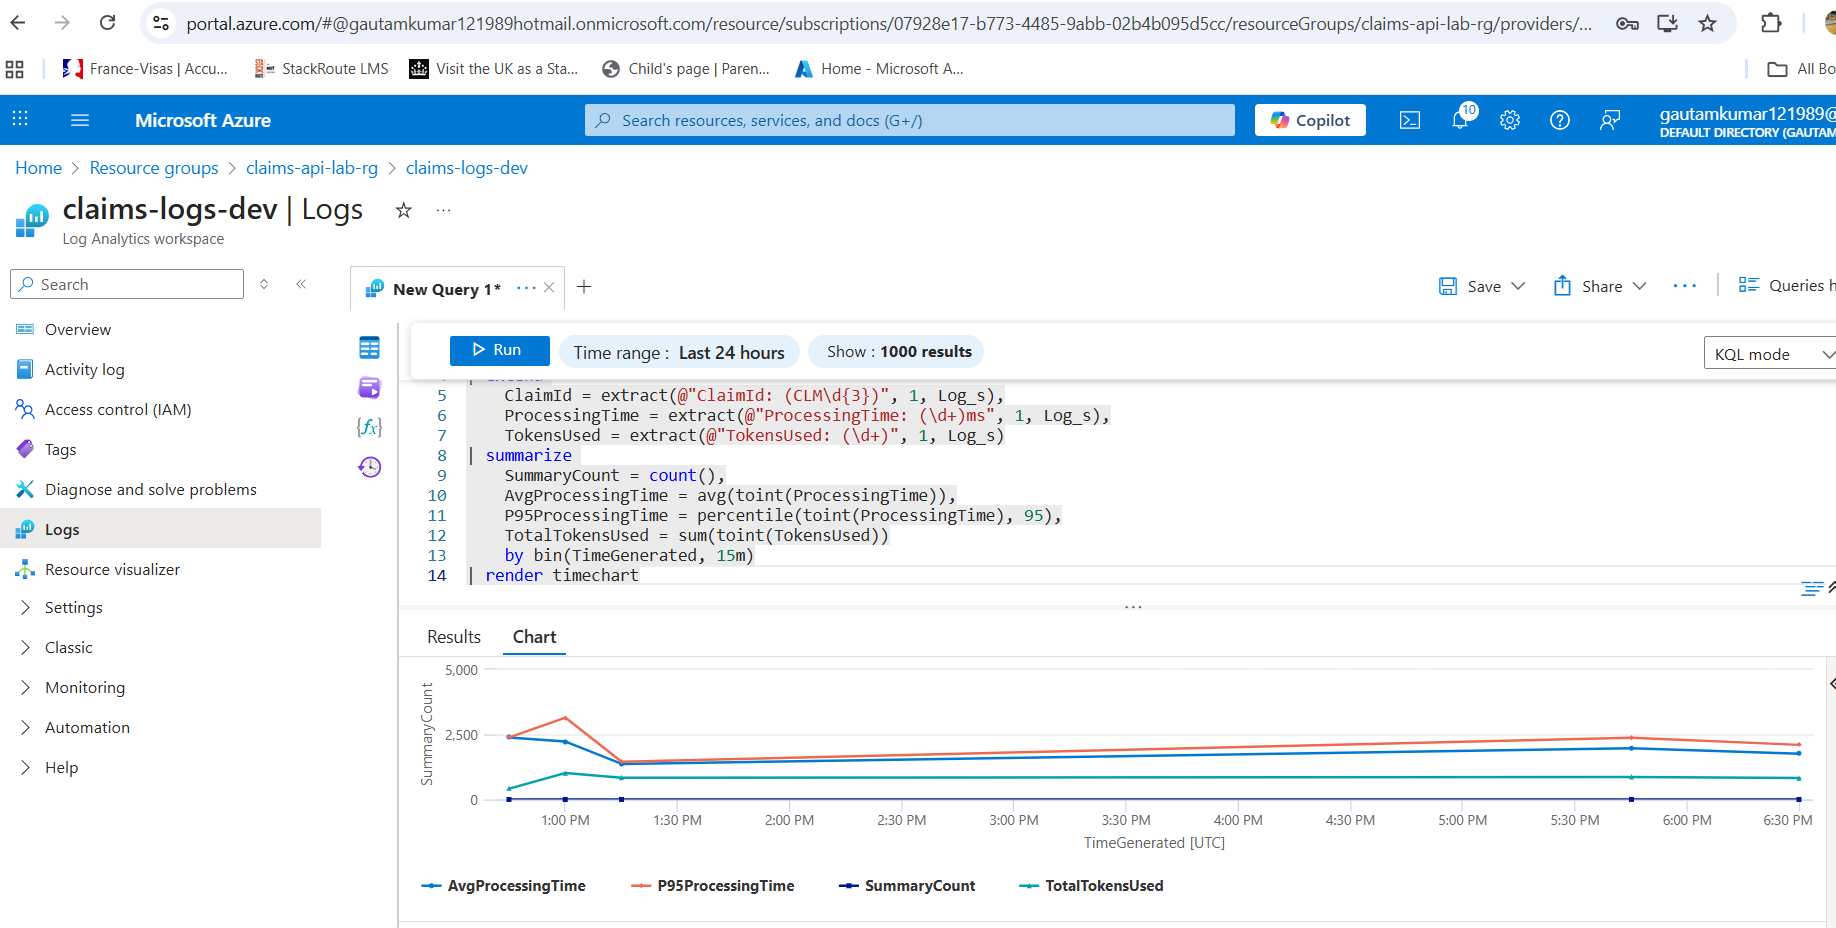 portal.azure.com/#@gautamkumar121989hotmail.onmicrosoft.com/resource/subscriptions/07928e17-b773-4485-9abb-02b4b095d5cc/resourceGroups/claims-api-lab-rg/providers/...
France-Visas | Accu... StackRoute LMS Visit the UK as a Sta... Child's page | Paren... Home - Microsoft A... All Bo
Microsoft Azure Search resources, services, and docs (G+/) Copilot 10 gautamkumar121989@
DEFAULT DIRECTORY (GAUTAM
Home > Resource groups > claims-api-lab-rg > claims-logs-dev
claims-logs-dev | Logs ...
Log Analytics workspace
Search
Overview
Activity log
Access control (IAM)
Tags
Diagnose and solve problems
Logs
Resource visualizer
Settings
Classic
Monitoring
Automation
Help
New Query 1* ...
Save Share ... Queries h
Run Time range : Last 24 hours Show : 1000 results KQL mode
5 ClaimId = extract(@"ClaimId: (CLM\d{3})", 1, Log_s),
6 ProcessingTime = extract(@"ProcessingTime: (\d+)ms", 1, Log_s),
7 TokensUsed = extract(@"TokensUsed: (\d+)", 1, Log_s)
8 | summarize
9 SummaryCount = count(),
10 AvgProcessingTime = avg(toint(ProcessingTime)),
11 P95ProcessingTime = percentile(toint(ProcessingTime), 95),
12 TotalTokensUsed = sum(toint(TokensUsed))
13 by bin(TimeGenerated, 15m)
14 | render timechart
...
Results Chart
SummaryCount
5,000
2,500
0
1:00 PM 1:30 PM 2:00 PM 2:30 PM 3:00 PM 3:30 PM 4:00 PM 4:30 PM 5:00 PM 5:30 PM 6:00 PM 6:30 PM
TimeGenerated [UTC]
AvgProcessingTime P95ProcessingTime SummaryCount TotalTokensUsed